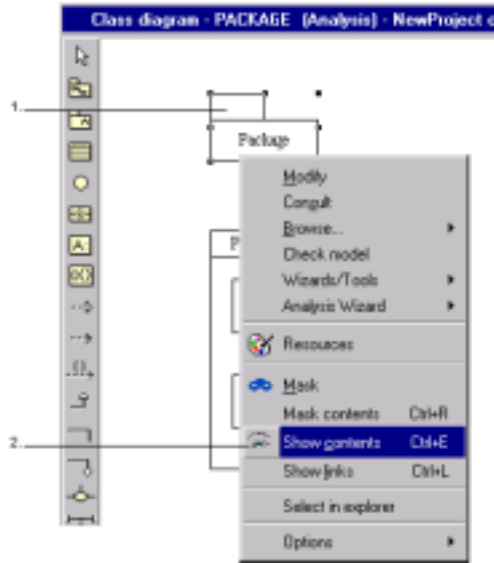 Class diagram - PACKAGE (Analysis) - NewProject
1.
Package
P
Modify
Consult
Browse...
Check model
Wizards/Tools
Analysis Wizard
Resources
Mask
Mask contents Ctrl+R
2.
Show contents Ctrl+E
Show links Ctrl+L
Select in explorer
Options